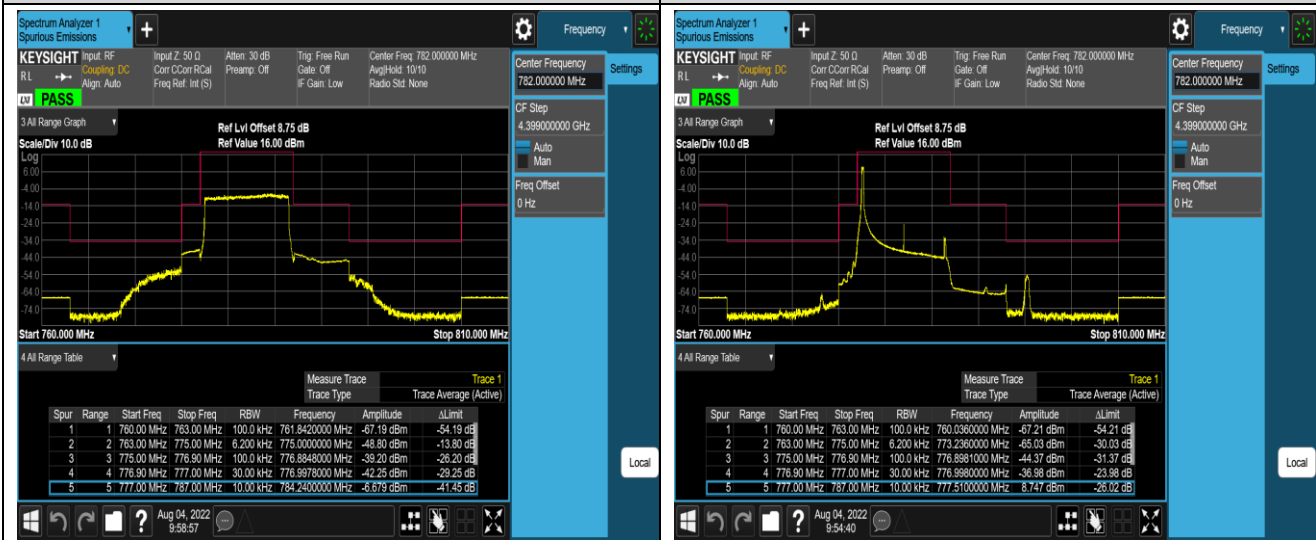 Spectrum Analyzer 1
Spurious Emissions
+
Frequency
KEYSIGHT Input: RF Input Z: 50 Ω Atten: 30 dB Trig: Free Run Center Freq: 782.000000 MHz
RL Coupling: DC Corr CCorr RCal Preamp: Off Gate: Off Avg|Hold: 10/10
Align: Auto Freq Ref: Int (S) IF Gain: Low Radio Std: None
LXI PASS
Center Frequency
782.000000 MHz
Settings
CF Step
4.399000000 GHz
Auto
Man
Freq Offset
0 Hz
3 All Range Graph
Ref Lvl Offset 8.75 dB
Scale/Div 10.0 dB Ref Value 16.00 dBm
Log
6.00
-4.00
-14.0
-24.0
-34.0
-44.0
-54.0
-64.0
-74.0
Start 760.000 MHz Stop 810.000 MHz
4 All Range Table
Measure Trace Trace 1
Trace Type Trace Average (Active)
Spur Range Start Freq Stop Freq RBW Frequency Amplitude ΔLimit
1 1 760.00 MHz 763.00 MHz 100.0 kHz 761.8420000 MHz -67.19 dBm -54.19 dB
2 2 763.00 MHz 775.00 MHz 6.200 kHz 775.0000000 MHz -48.80 dBm -13.80 dB
3 3 775.00 MHz 776.90 MHz 100.0 kHz 776.8848000 MHz -39.20 dBm -26.20 dB
4 4 776.90 MHz 777.00 MHz 30.00 kHz 776.9978000 MHz -42.25 dBm -29.25 dB
5 5 777.00 MHz 787.00 MHz 10.00 kHz 784.2400000 MHz -6.679 dBm -41.45 dB
Local
?
Aug 04, 2022
9:58:57
Spectrum Analyzer 1
Spurious Emissions
+
Frequency
KEYSIGHT Input: RF Input Z: 50 Ω Atten: 30 dB Trig: Free Run Center Freq: 782.000000 MHz
RL Coupling: DC Corr CCorr RCal Preamp: Off Gate: Off Avg|Hold: 10/10
Align: Auto Freq Ref: Int (S) IF Gain: Low Radio Std: None
LXI PASS
Center Frequency
782.000000 MHz
Settings
CF Step
4.399000000 GHz
Auto
Man
Freq Offset
0 Hz
3 All Range Graph
Ref Lvl Offset 8.75 dB
Scale/Div 10.0 dB Ref Value 16.00 dBm
Log
6.00
-4.00
-14.0
-24.0
-34.0
-44.0
-54.0
-64.0
-74.0
Start 760.000 MHz Stop 810.000 MHz
4 All Range Table
Measure Trace Trace 1
Trace Type Trace Average (Active)
Spur Range Start Freq Stop Freq RBW Frequency Amplitude ΔLimit
1 1 760.00 MHz 763.00 MHz 100.0 kHz 760.0360000 MHz -67.21 dBm -54.21 dB
2 2 763.00 MHz 775.00 MHz 6.200 kHz 773.2360000 MHz -65.03 dBm -30.03 dB
3 3 775.00 MHz 776.90 MHz 100.0 kHz 776.8981000 MHz -44.37 dBm -31.37 dB
4 4 776.90 MHz 777.00 MHz 30.00 kHz 776.9980000 MHz -36.98 dBm -23.98 dB
5 5 777.00 MHz 787.00 MHz 10.00 kHz 777.5100000 MHz 8.747 dBm -26.02 dB
Local
?
Aug 04, 2022
9:54:40